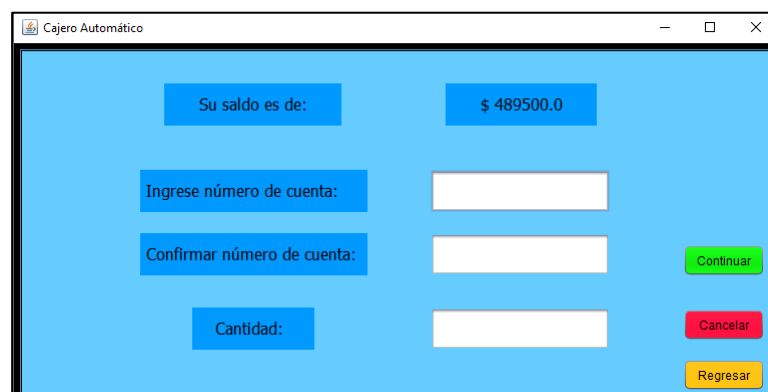 Cajero Automático
Su saldo es de:
$ 489500.0
Ingrese número de cuenta:
Confirmar número de cuenta:
Continuar
Cantidad:
Cancelar
Regresar